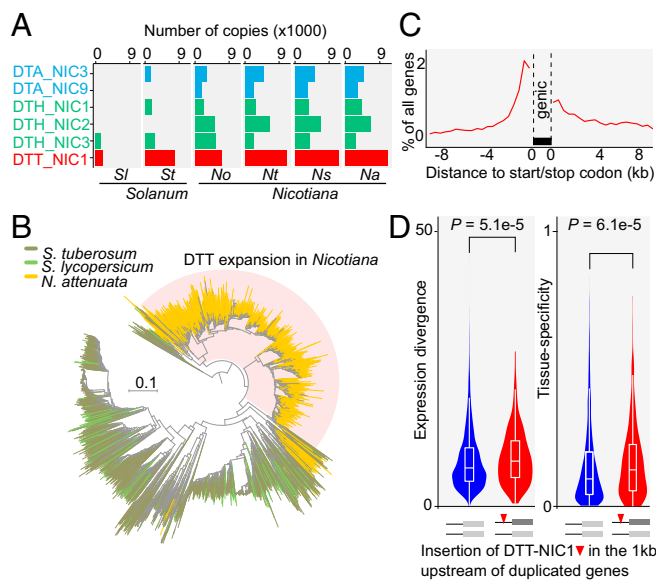 A
Number of copies (x1000)
0 9 0 9 0 9 0 9 0 9 0 9
DTA_NIC3
DTA_NIC9
DTH_NIC1
DTH_NIC2
DTH_NIC3
DTT_NIC1
Sl St No Nt Ns Na
Solanum Nicotiana
B
S. tuberosum
S. lycopersicum
N. attenuata
DTT expansion in Nicotiana
0.1
C
% of all genes
2
1
0
genic
-8 -4 0 0 4 8
Distance to start/stop codon (kb)
D
Expression divergence
50
0
P = 5.1e-5
Tissue-specificity
1
0
P = 6.1e-5
Insertion of DTT-NIC1 in the 1kb
upstream of duplicated genes